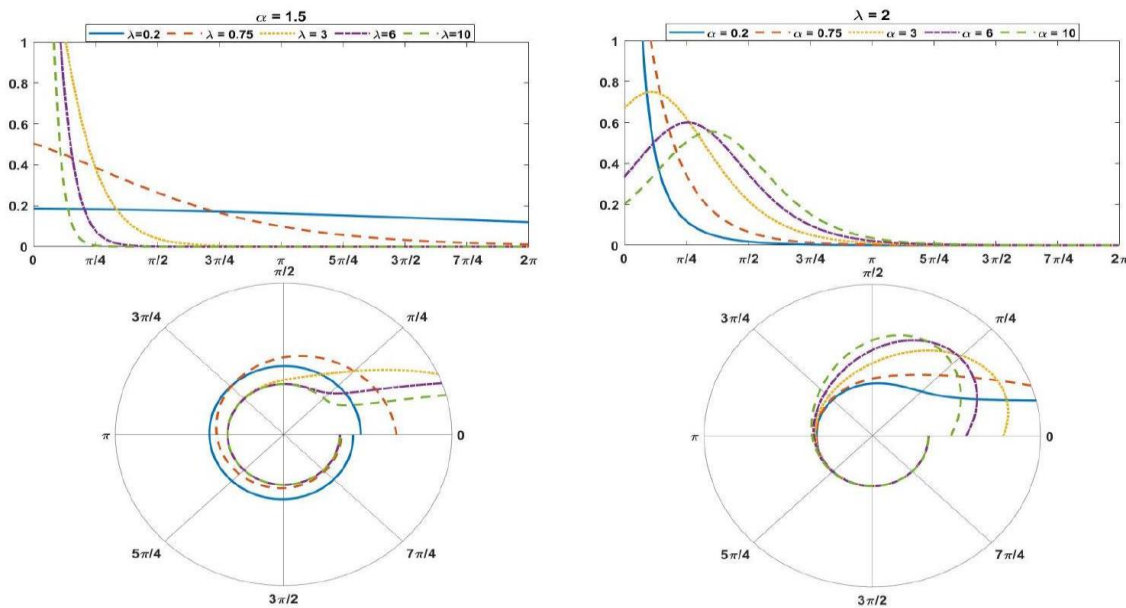 α = 1.5
λ=0.2 λ = 0.75 λ = 3 λ=6 λ=10
1
0.8
0.6
0.4
0.2
0
0 π/4 π/2 3π/4 π 5π/4 3π/2 7π/4 2π
π/2
3π/4 π/4
π 0
5π/4 7π/4
3π/2
λ = 2
α = 0.2 α = 0.75 α = 3 α = 6 α = 10
1
0.8
0.6
0.4
0.2
0
0 π/4 π/2 3π/4 π 5π/4 3π/2 7π/4 2π
π/2
3π/4 π/4
π 0
5π/4 7π/4
3π/2